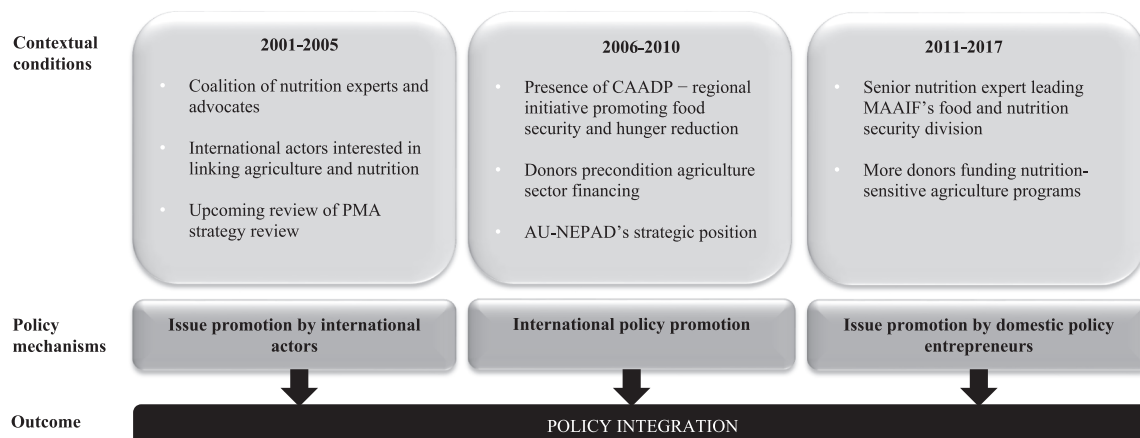 Contextual
conditions
2001-2005
• Coalition of nutrition experts and
advocates
• International actors interested in
linking agriculture and nutrition
• Upcoming review of PMA
strategy review
2006-2010
• Presence of CAADP – regional
initiative promoting food
security and hunger reduction
• Donors precondition agriculture
sector financing
• AU-NEPAD's strategic position
2011-2017
• Senior nutrition expert leading
MAAIF's food and nutrition
security division
• More donors funding nutrition-
sensitive agriculture programs
Policy
mechanisms
Issue promotion by international
actors
International policy promotion
Issue promotion by domestic policy
entrepreneurs
Outcome
POLICY INTEGRATION